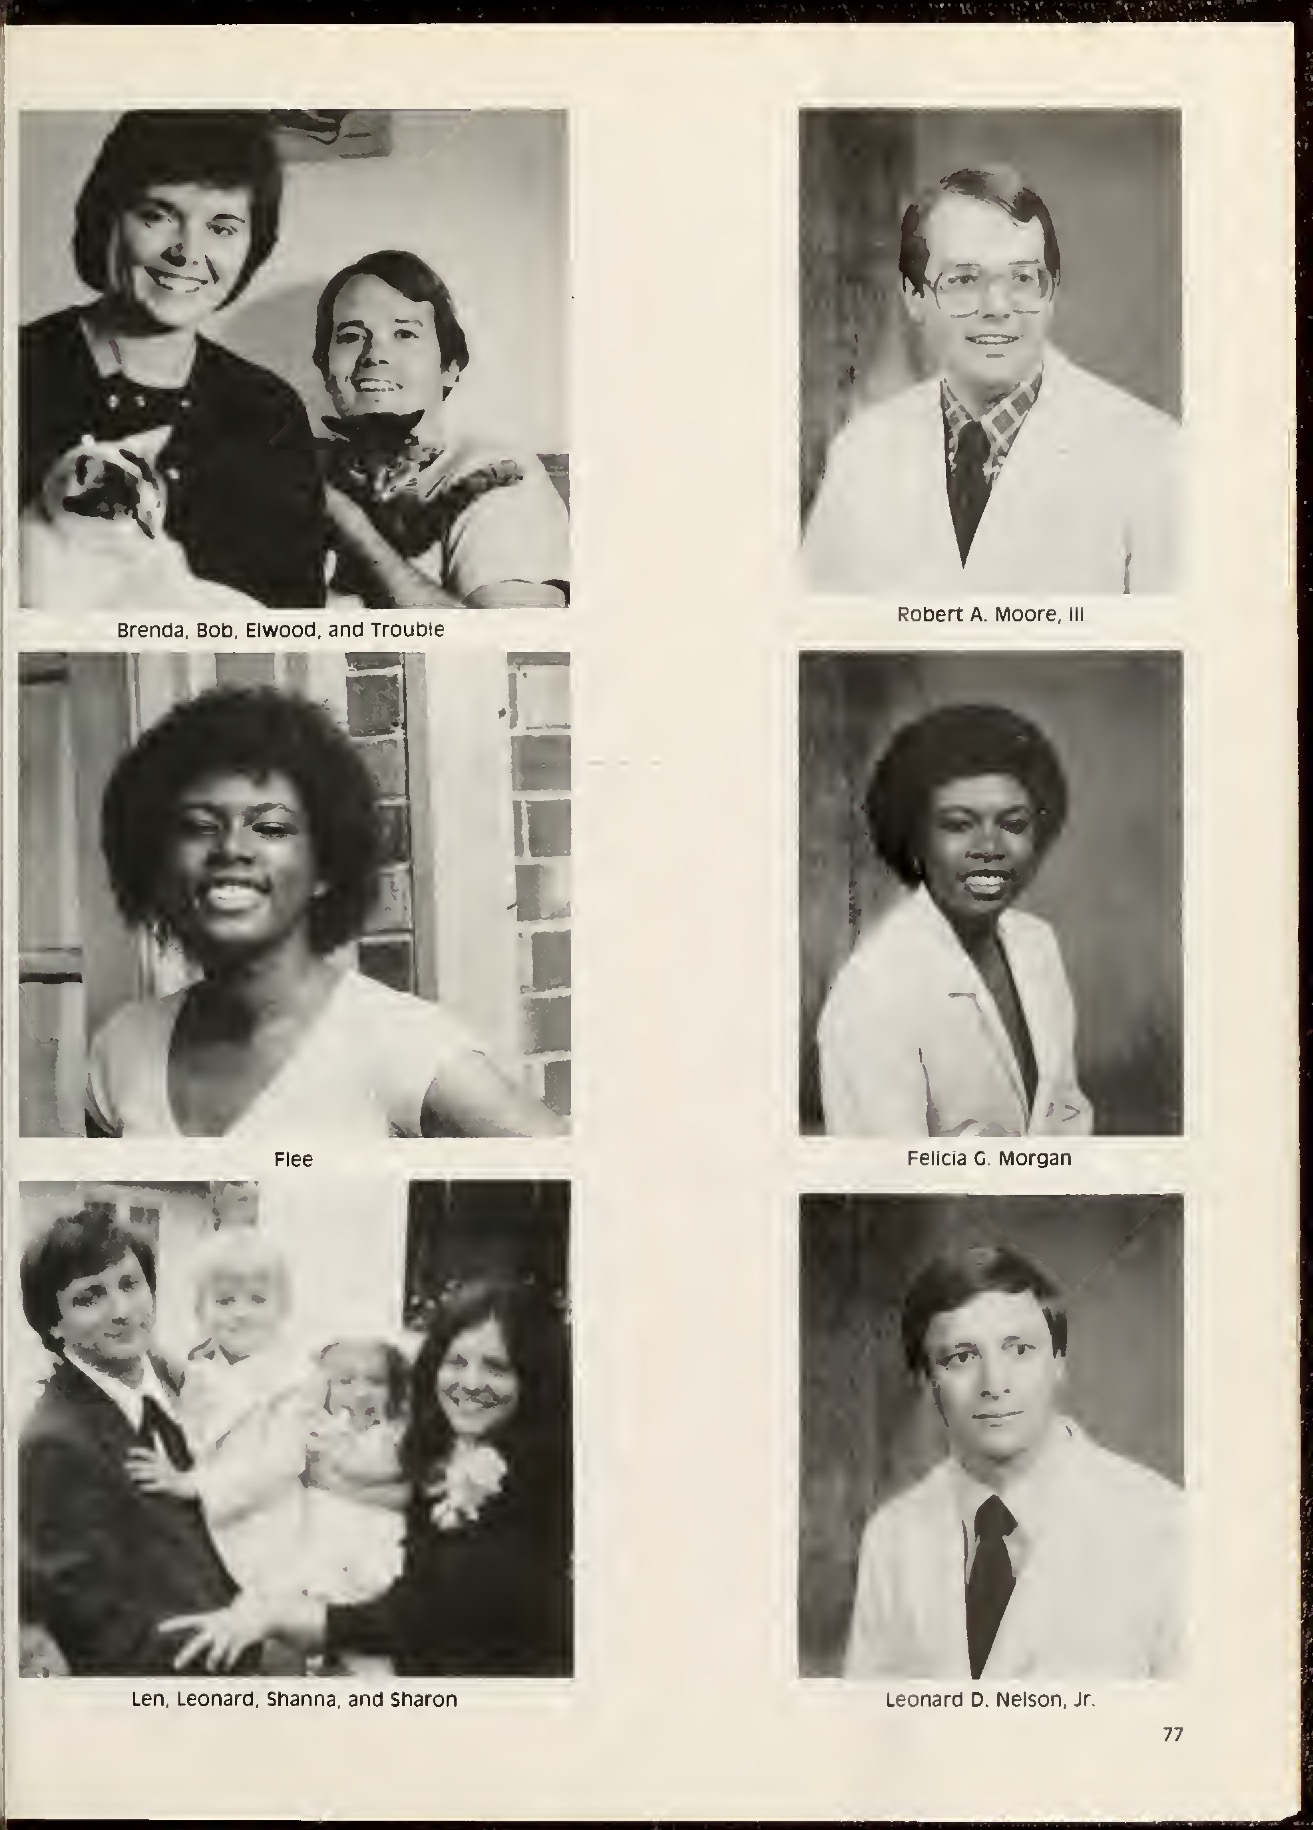 Brenda, Bob, Elwood, and Trouble
Robert A. Moore, III
Flee
Felicia G. Morgan
Len, Leonard, Shanna, and Sharon
Leonard D. Nelson, Jr.
77